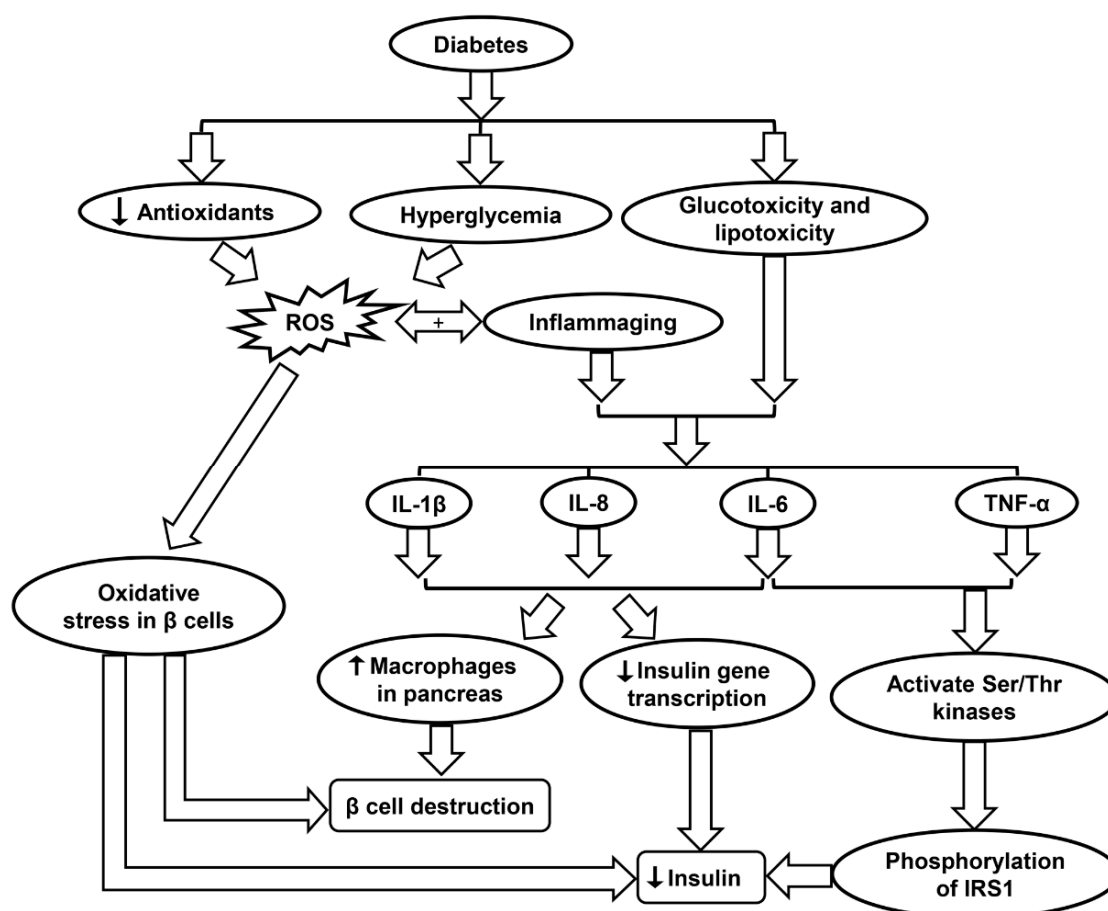 Diabetes
↓ Antioxidants
Hyperglycemia
Glucotoxicity and
lipotoxicity
ROS
+
Inflammaging
IL-1β
IL-8
IL-6
TNF-α
Oxidative
stress in β cells
↑ Macrophages
in pancreas
↓ Insulin gene
transcription
Activate Ser/Thr
kinases
β cell destruction
↓ Insulin
Phosphorylation
of IRS1